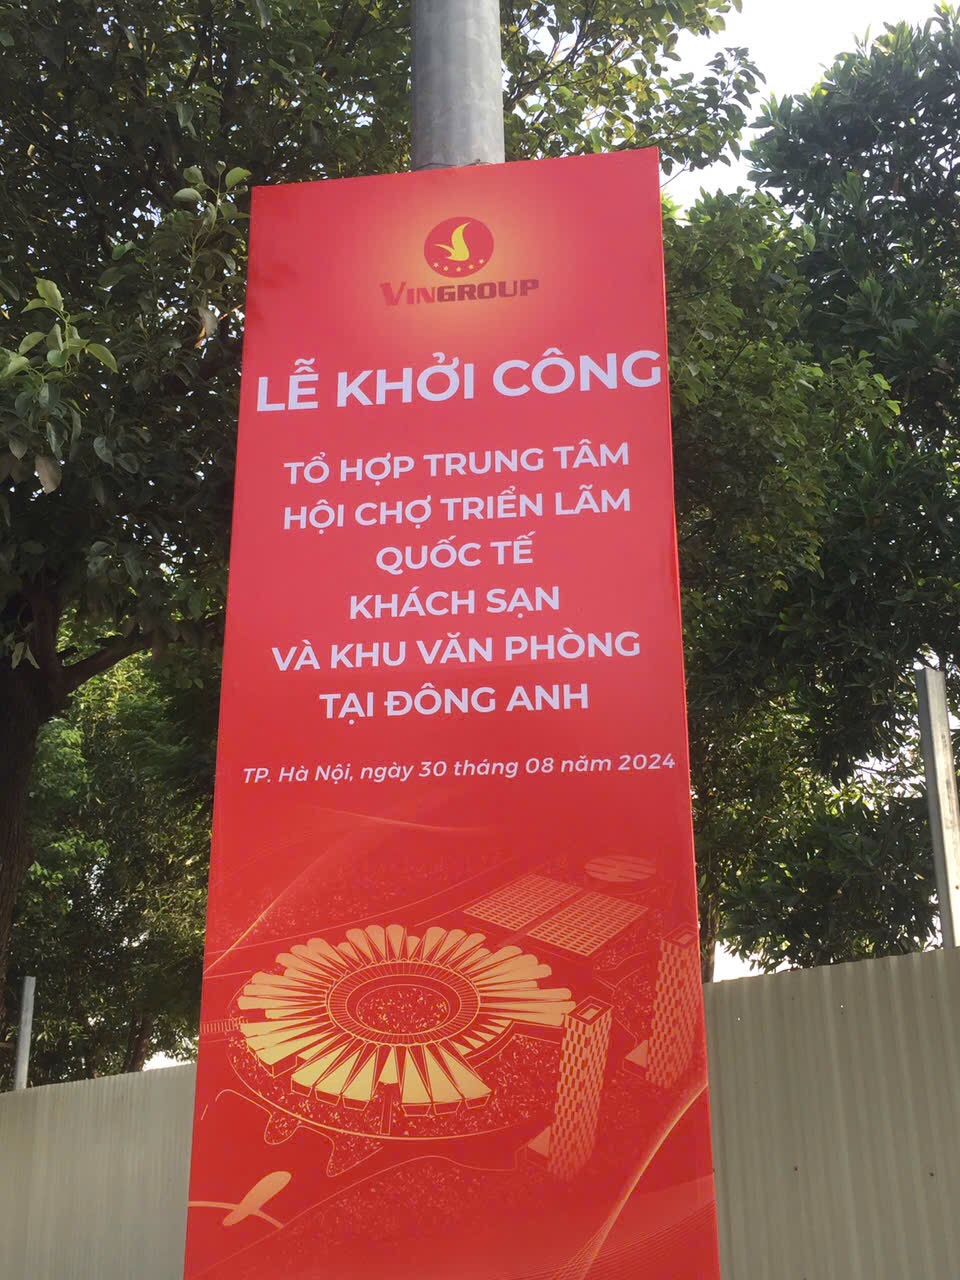 VINGROUP
LỄ KHỞI CÔNG
TỔ HỢP TRUNG TÂM
HỘI CHỢ TRIỂN LÃM
QUỐC TẾ
KHÁCH SẠN
VÀ KHU VĂN PHÒNG
TẠI ĐÔNG ANH
TP. Hà Nội, ngày 30 tháng 08 năm 2024